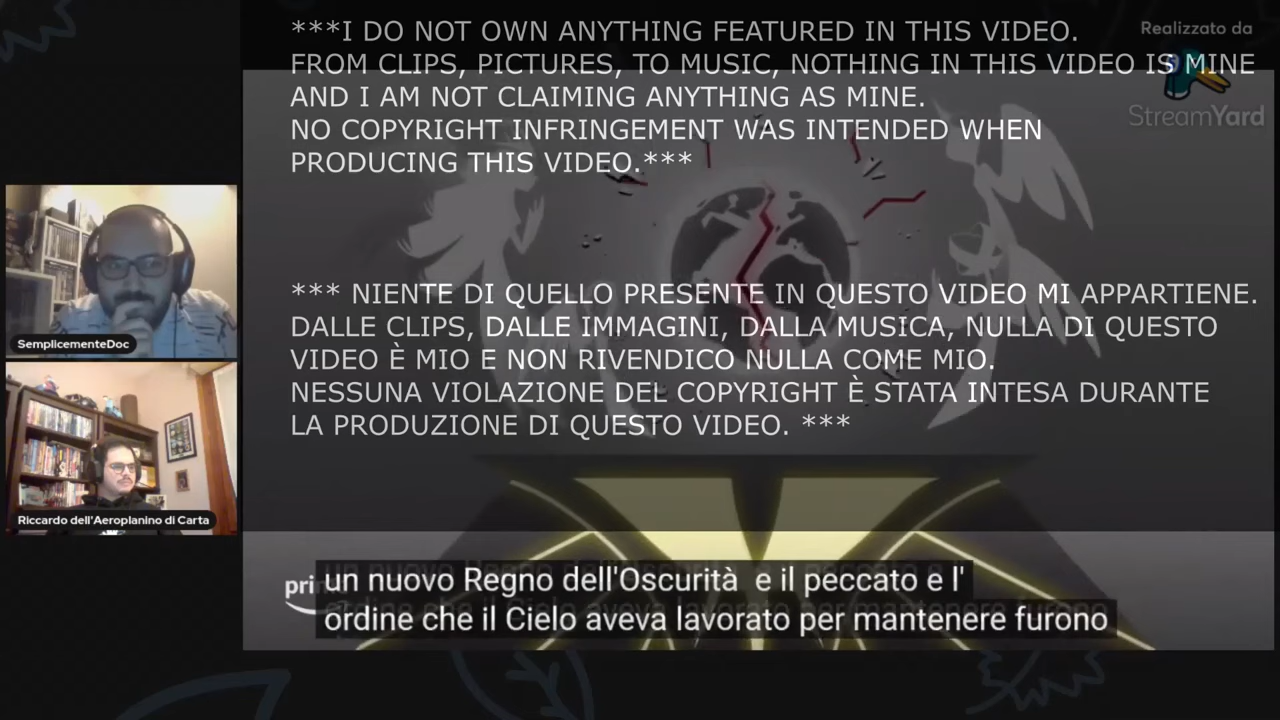 ***I DO NOT OWN ANYTHING FEATURED IN THIS VIDEO.
FROM CLIPS, PICTURES, TO MUSIC, NOTHING IN THIS VIDEO IS MINE
AND I AM NOT CLAIMING ANYTHING AS MINE.
NO COPYRIGHT INFRINGEMENT WAS INTENDED WHEN
PRODUCING THIS VIDEO.***
Realizzato da
StreamYard
*** NIENTE DI QUELLO PRESENTE IN QUESTO VIDEO MI APPARTIENE.
DALLE CLIPS, DALLE IMMAGINI, DALLA MUSICA, NULLA DI QUESTO
VIDEO È MIO E NON RIVENDICO NULLA COME MIO.
NESSUNA VIOLAZIONE DEL COPYRIGHT È STATA INTESA DURANTE
LA PRODUZIONE DI QUESTO VIDEO. ***
SemplicementeDoc
Riccardo dell'Aeroplanino di Carta
un nuovo Regno dell'Oscurità e il peccato e l'
ordine che il Cielo aveva lavorato per mantenere furono